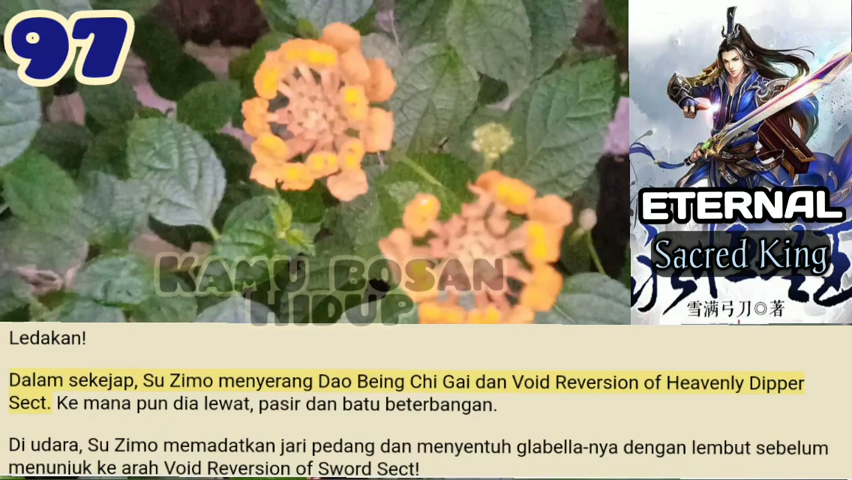 97
KAMU BOSAN
HIDUP
ETERNAL
Sacred King
雪满弓刀◎著
Ledakan!
Dalam sekejap, Su Zimo menyerang Dao Being Chi Gai dan Void Reversion of Heavenly Dipper
Sect. Ke mana pun dia lewat, pasir dan batu beterbangan.
Di udara, Su Zimo memadatkan jari pedang dan menyentuh glabella-nya dengan lembut sebelum
menunjuk ke arah Void Reversion of Sword Sect!